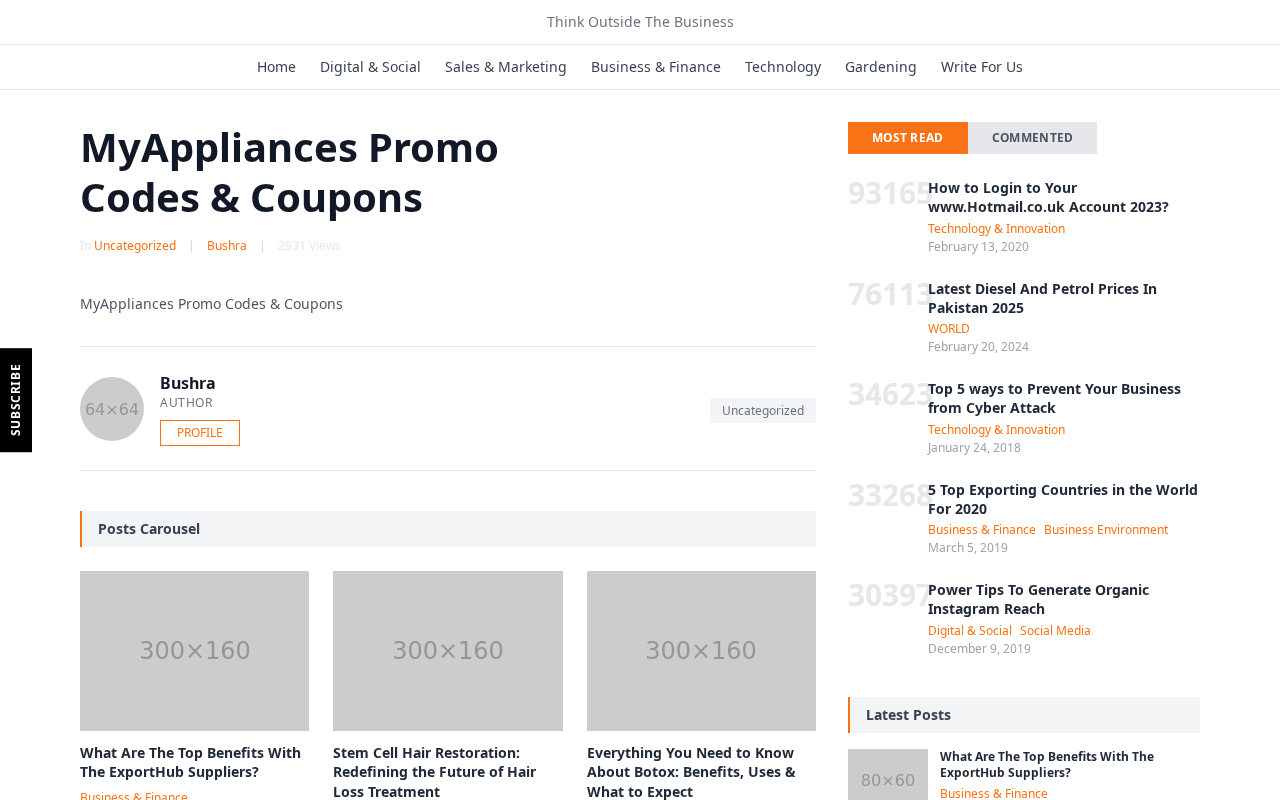 Think Outside The Business
Home Digital & Social Sales & Marketing Business & Finance Technology Gardening Write For Us
MyAppliances Promo
Codes & Coupons
In Uncategorized | Bushra | 2931 Views
MyAppliances Promo Codes & Coupons
SUBSCRIBE
64×64
Bushra
AUTHOR
PROFILE
Uncategorized
Posts Carousel
300×160
What Are The Top Benefits With
The ExportHub Suppliers?
Business & Finance
300×160
Stem Cell Hair Restoration:
Redefining the Future of Hair
Loss Treatment
300×160
Everything You Need to Know
About Botox: Benefits, Uses &
What to Expect
MOST READ COMMENTED
93165
How to Login to Your
www.Hotmail.co.uk Account 2023?
Technology & Innovation
February 13, 2020
76113
Latest Diesel And Petrol Prices In
Pakistan 2025
WORLD
February 20, 2024
34623
Top 5 ways to Prevent Your Business
from Cyber Attack
Technology & Innovation
January 24, 2018
33268
5 Top Exporting Countries in the World
For 2020
Business & Finance Business Environment
March 5, 2019
30397
Power Tips To Generate Organic
Instagram Reach
Digital & Social Social Media
December 9, 2019
Latest Posts
80×60
What Are The Top Benefits With The
ExportHub Suppliers?
Business & Finance